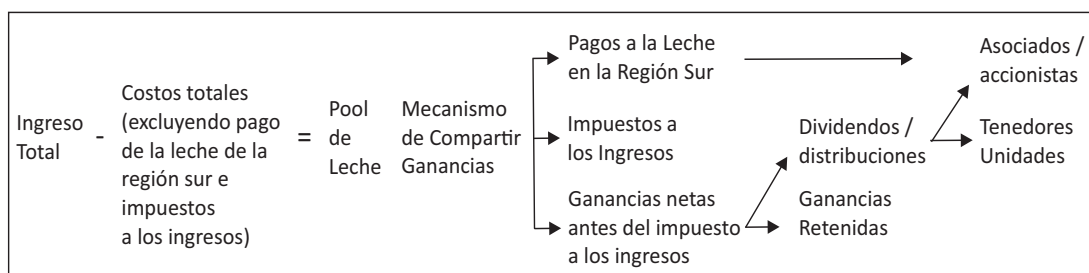 Ingreso
Total
-
Costos totales
(excluyendo pago
de la leche de la
región sur e
impuestos
a los ingresos)
=
Pool
de
Leche
Mecanismo
de Compartir
Ganancias
Pagos a la Leche
en la Región Sur
Impuestos a
los Ingresos
Ganancias netas
antes del impuesto
a los ingresos
Dividendos /
distribuciones
Ganancias
Retenidas
Asociados /
accionistas
Tenedores
Unidades